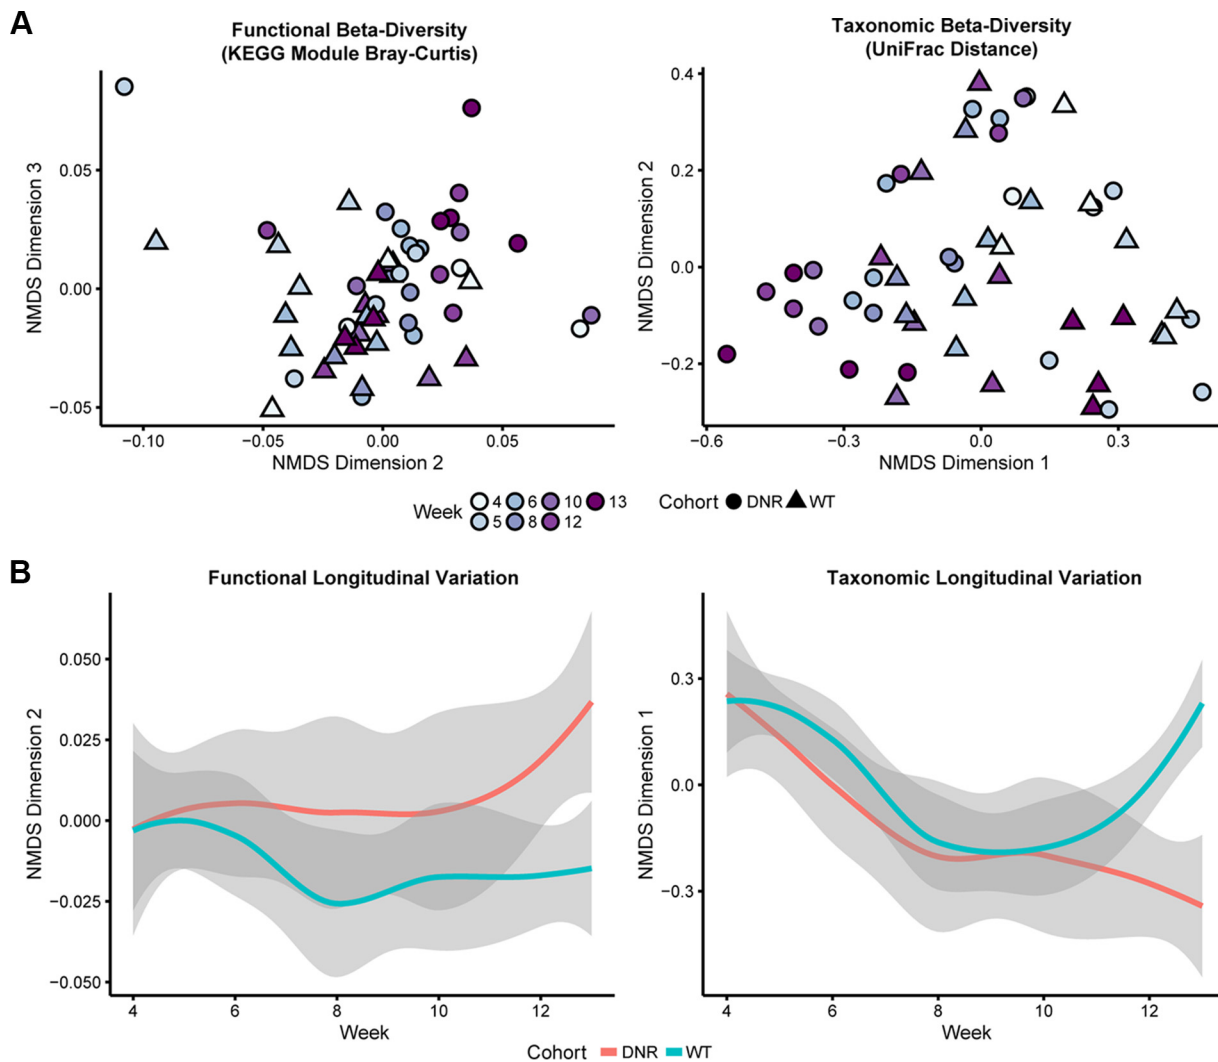 A
Functional Beta-Diversity
(KEGG Module Bray-Curtis)
NMDS Dimension 3
0.05
0.00
−0.05
−0.10
−0.05
0.00
0.05
NMDS Dimension 2
Taxonomic Beta-Diversity
(UniFrac Distance)
NMDS Dimension 2
0.4
0.2
0.0
−0.2
−0.6
−0.3
0.0
0.3
NMDS Dimension 1
Week
4 6 10 13
5 8 12
Cohort DNR WT
B
Functional Longitudinal Variation
NMDS Dimension 2
0.050
0.025
0.000
−0.025
−0.050
4
6
8
10
12
Week
Taxonomic Longitudinal Variation
NMDS Dimension 1
0.3
0.0
−0.3
4
6
8
10
12
Week
Cohort DNR WT